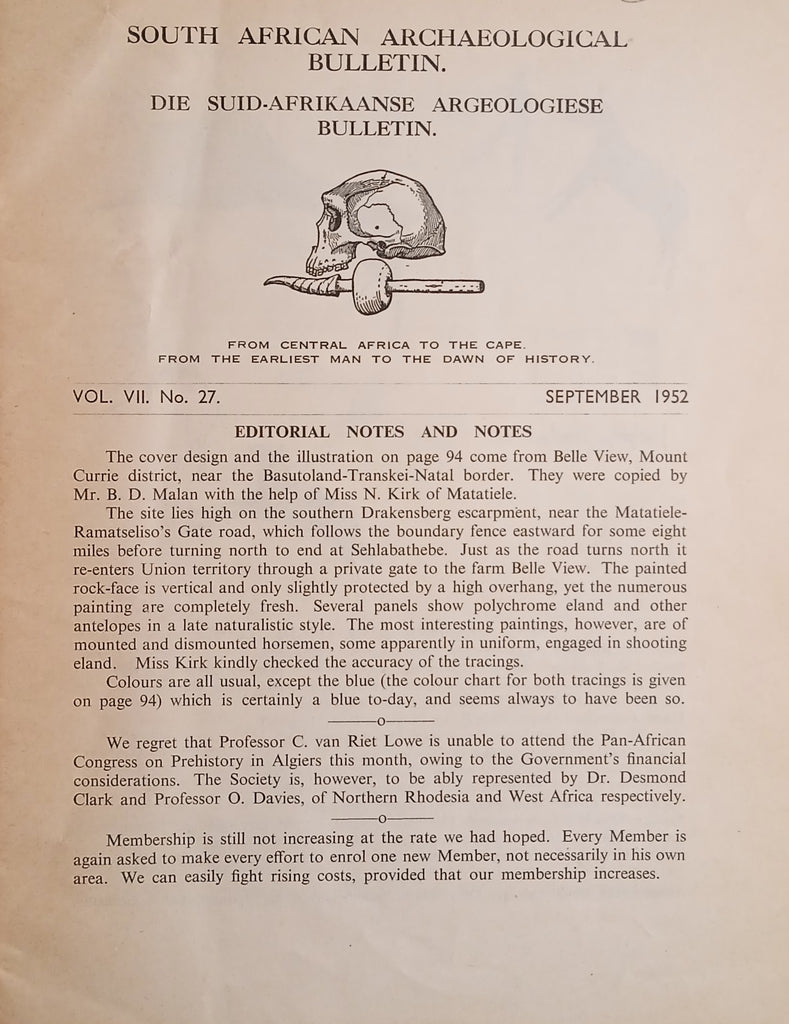 SOUTH AFRICAN ARCHAEOLOGICAL
BULLETIN.
DIE SUID-AFRIKAANSE ARGEOLOGIESE
BULLETIN.
FROM CENTRAL AFRICA TO THE CAPE.
FROM THE EARLIEST MAN TO THE DAWN OF HISTORY.
VOL. VII. No. 27. SEPTEMBER 1952
EDITORIAL NOTES AND NOTES
The cover design and the illustration on page 94 come from Belle View, Mount
Currie district, near the Basutoland-Transkei-Natal border. They were copied by
Mr. B. D. Malan with the help of Miss N. Kirk of Matatiele.
The site lies high on the southern Drakensberg escarpment, near the Matatiele-
Ramatseliso's Gate road, which follows the boundary fence eastward for some eight
miles before turning north to end at Sehlabathebe. Just as the road turns north it
re-enters Union territory through a private gate to the farm Belle View. The painted
rock-face is vertical and only slightly protected by a high overhang, yet the numerous
painting are completely fresh. Several panels show polychrome eland and other
antelopes in a late naturalistic style. The most interesting paintings, however, are of
mounted and dismounted horsemen, some apparently in uniform, engaged in shooting
eland. Miss Kirk kindly checked the accuracy of the tracings.
Colours are all usual, except the blue (the colour chart for both tracings is given
on page 94) which is certainly a blue to-day, and seems always to have been so.
———o———
We regret that Professor C. van Riet Lowe is unable to attend the Pan-African
Congress on Prehistory in Algiers this month, owing to the Government's financial
considerations. The Society is, however, to be ably represented by Dr. Desmond
Clark and Professor O. Davies, of Northern Rhodesia and West Africa respectively.
———o———
Membership is still not increasing at the rate we had hoped. Every Member is
again asked to make every effort to enrol one new Member, not necessarily in his own
area. We can easily fight rising costs, provided that our membership increases.